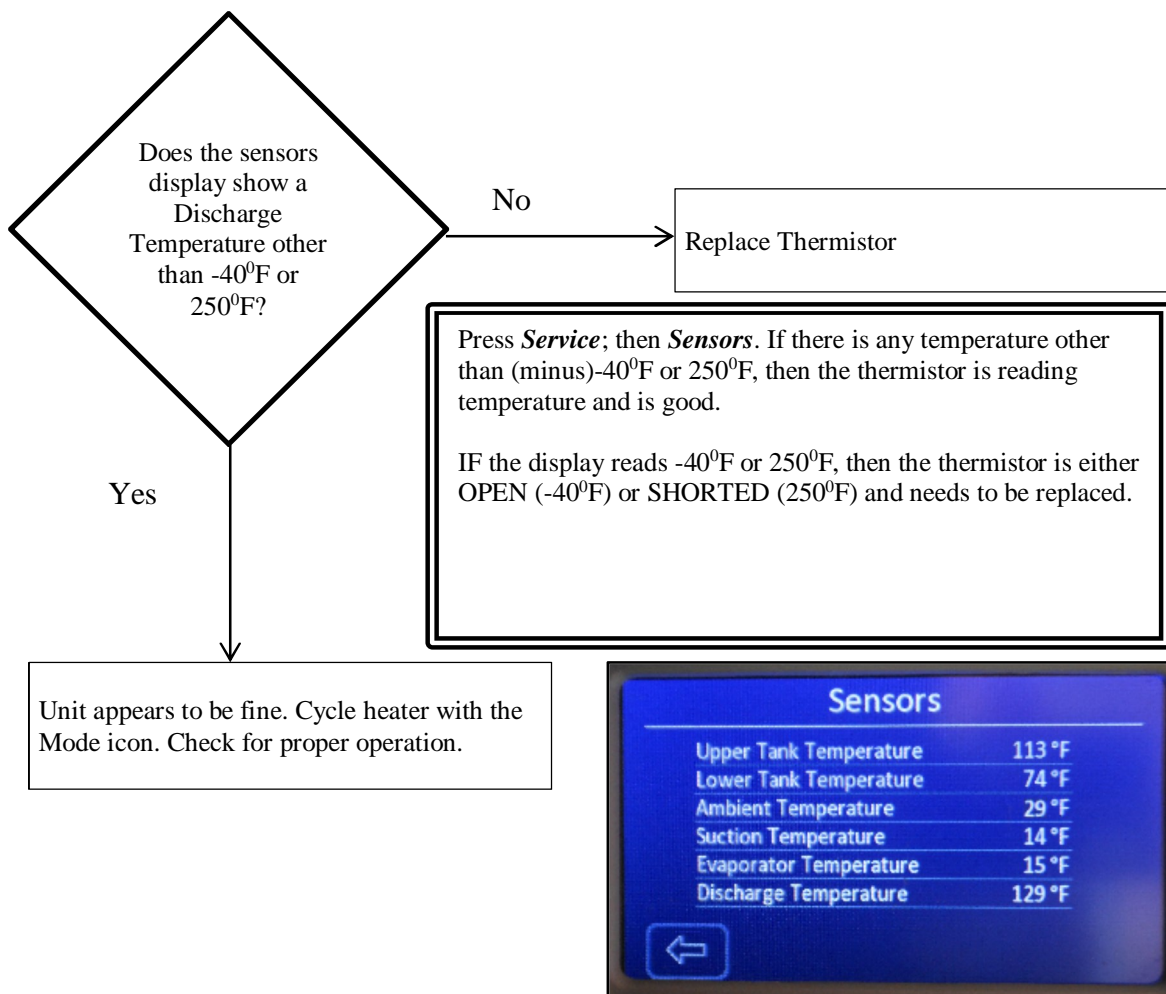 Does the sensors
display show a
Discharge
Temperature other
than -40⁰F or
250⁰F?
No
Replace Thermistor
Press Service; then Sensors. If there is any temperature other
than (minus)-40⁰F or 250⁰F, then the thermistor is reading
temperature and is good.
IF the display reads -40⁰F or 250⁰F, then the thermistor is either
OPEN (-40⁰F) or SHORTED (250⁰F) and needs to be replaced.
Yes
Unit appears to be fine. Cycle heater with the
Mode icon. Check for proper operation.
Sensors
Upper Tank Temperature 113 °F
Lower Tank Temperature 74 °F
Ambient Temperature 29 °F
Suction Temperature 14 °F
Evaporator Temperature 15 °F
Discharge Temperature 129 °F